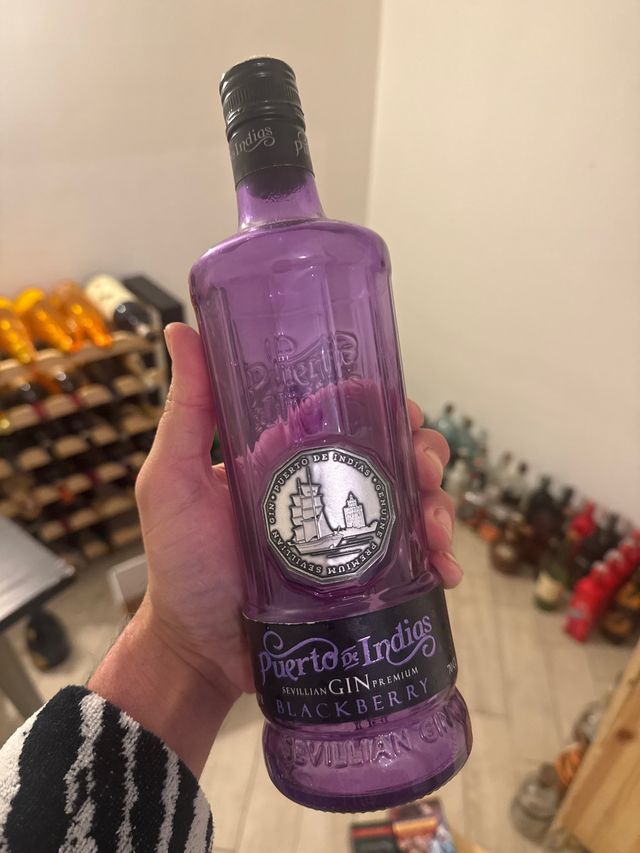 Puerto de Indias
PUERTO DE INDIAS • GENUINE PREMIUM SEVILLIAN GIN •
Puerto De Indias
SEVILLIAN GIN PREMIUM
BLACKBERRY
SEVILLIAN GIN